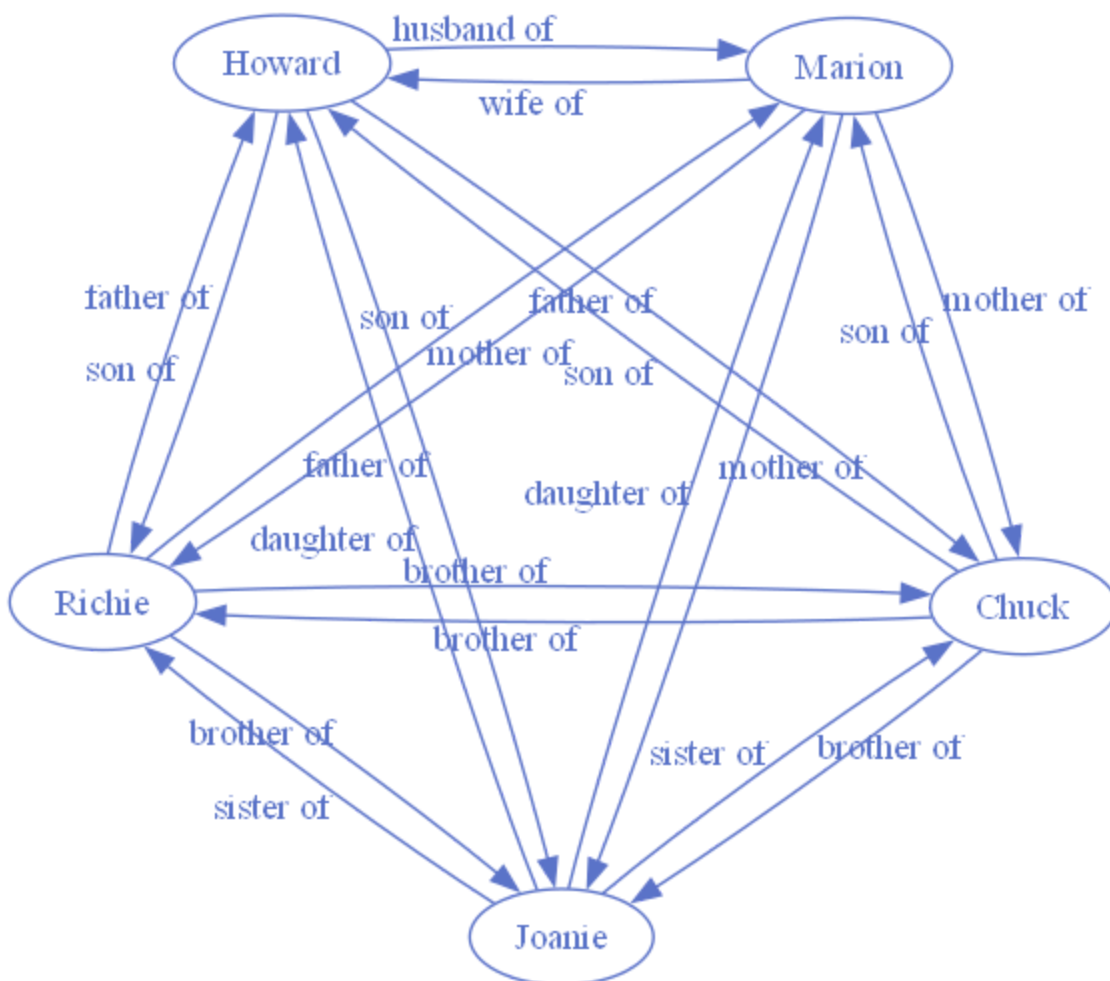 husband of
Howard
Marion
wife of
father of
son of
father of
mother of
son of
mother of
son of
son of
father of
mother of
daughter of
daughter of
brother of
Richie
Chuck
brother of
brother of
sister of
brother of
sister of
Joanie